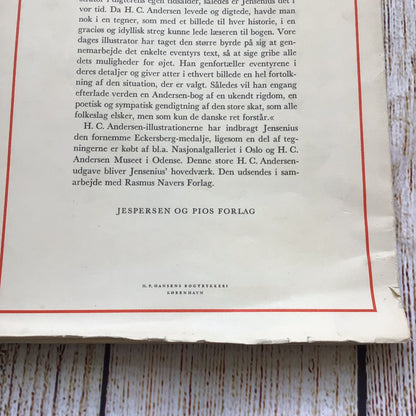 strator i digterens egen tidsalder, således er Jensenius det i
vor tid. Da H. C. Andersen levede og digtede, havde man
nok i en tegner, som med et billede til hver historie, i en
graciøs og idyllisk streg kunne lede læseren til bogen. Vore
dages illustrator har taget den større byrde på sig at gen-
nemarbejde det enkelte eventyrs text, så at sige gribe alle
dets muligheder for øjet. Han genfortæller eventyrene i
deres detaljer og giver atter i ethvert billede en hel fortolk-
ning af den situation, der er valgt. Således vil han engang
efterlade verden en Andersen-bog af en ukendt rigdom, en
poetisk og sympatisk gendigtning af den store skat, som alle
folkeslag elsker, men som kun de danske ret forstår.«
H. C. Andersen-illustrationerne har indbragt Jensenius
den fornemme Eckersberg-medalje, ligesom en del af teg-
ningerne er købt af bl.a. Nasjonalgalleriet i Oslo og H. C.
Andersen Museet i Odense. Denne store H. C. Andersen-
udgave bliver Jensenius' hovedværk. Den udsendes i sam-
arbejde med Rasmus Navers Forlag.
JESPERSEN OG PIOS FORLAG
H. P. HANSENS BOGTRYKKERI
KØBENHAVN